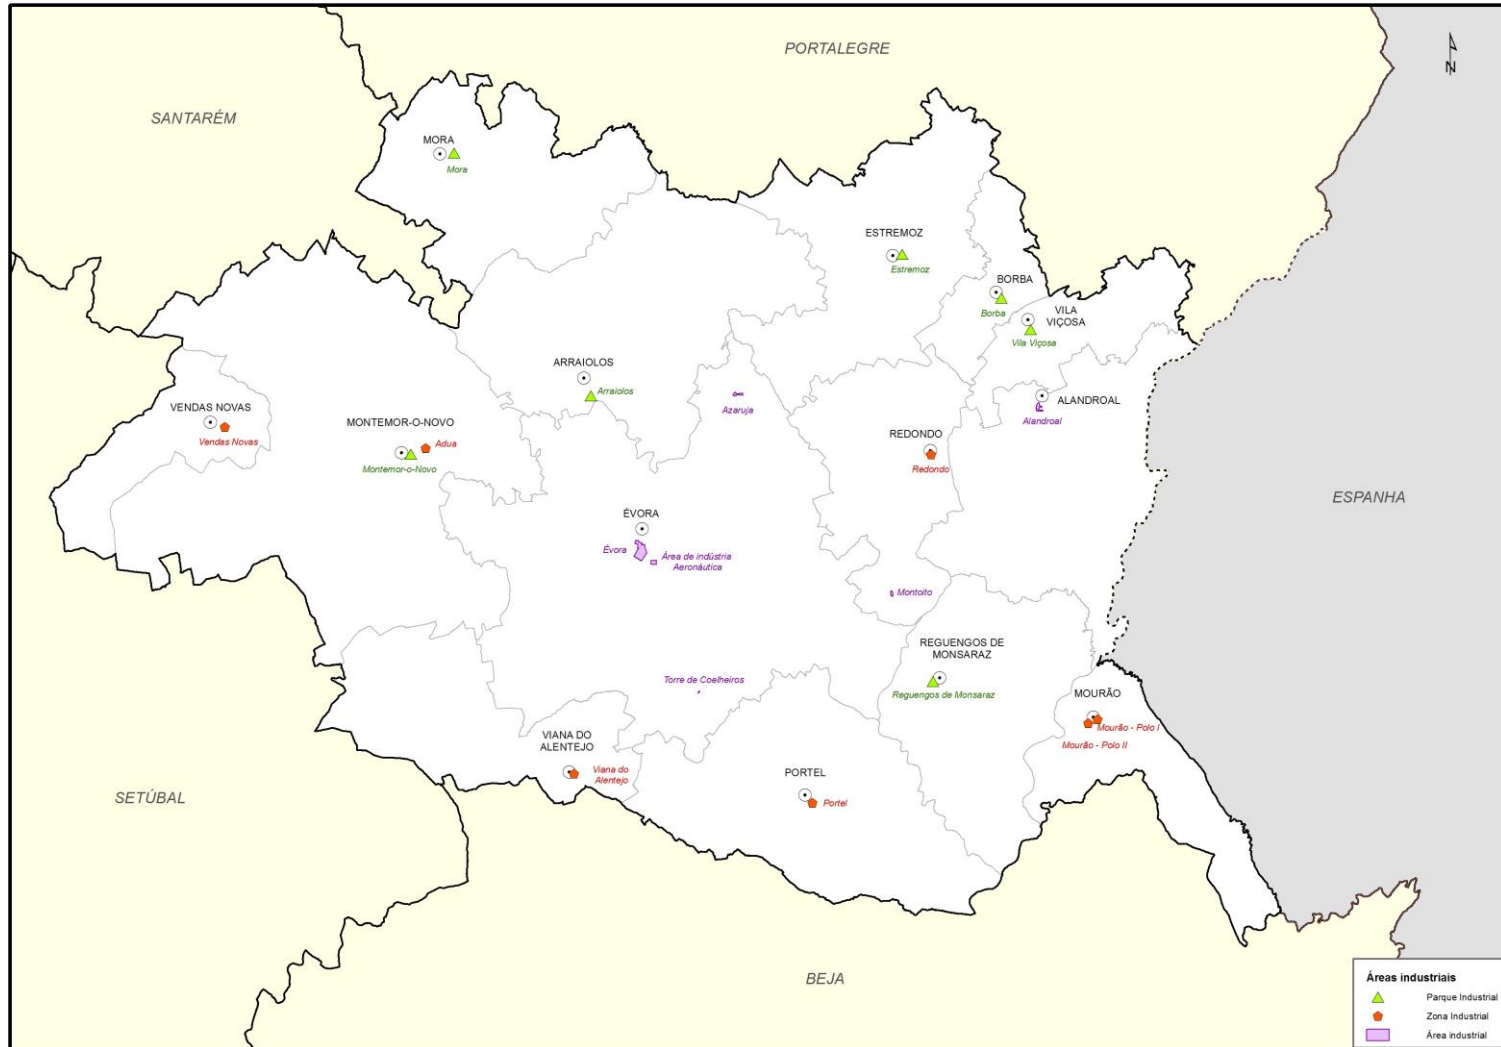 PORTALEGRE
N
SANTARÉM
MORA
Mora
ESTREMOZ
Estremoz
BORBA
Borba
VILA
VIÇOSA
Vila Viçosa
ARRAIOLOS
Arraiolos
Azaruja
ALANDROAL
Alandroal
VENDAS NOVAS
Vendas Novas
MONTEMOR-O-NOVO
Adua
Montemor-o-Novo
REDONDO
Redondo
ESPANHA
ÉVORA
Évora
Área de indústria
Aeronáutica
Montoito
REGUENGOS DE
MONSARAZ
Reguengos de Monsaraz
Torre de Coelheiros
MOURÃO
Mourão - Polo I
Mourão - Polo II
VIANA DO
ALENTEJO
Viana do
Alentejo
PORTEL
Portel
SETÚBAL
BEJA
Áreas industriais
Parque Industrial
Zona Industrial
Área industrial